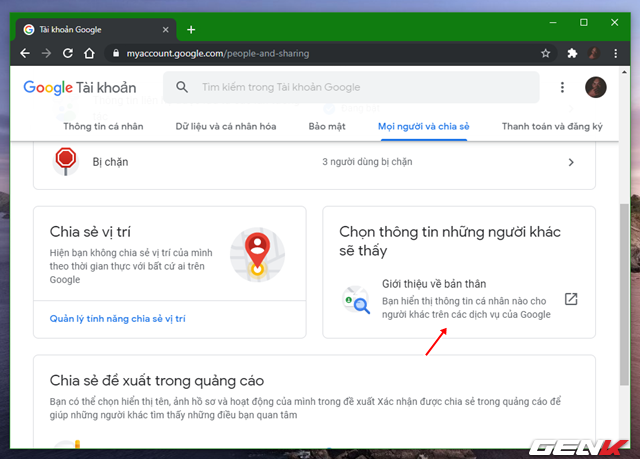 Tài khoản Google
myaccount.google.com/people-and-sharing
Google Tài khoản
Tìm kiếm trong Tài khoản Google
Thông tin cá nhân
Dữ liệu và cá nhân hóa
Bảo mật
Mọi người và chia sẻ
Thanh toán và đăng ký
Bị chặn
3 người dùng bị chặn
Chia sẻ vị trí
Hiện bạn không chia sẻ vị trí của mình
theo thời gian thực với bất cứ ai trên
Google
Quản lý tính năng chia sẻ vị trí
Chọn thông tin những người khác
sẽ thấy
Giới thiệu về bản thân
Bạn hiển thị thông tin cá nhân nào cho
người khác trên các dịch vụ của Google
Chia sẻ đề xuất trong quảng cáo
Bạn có thể chọn hiển thị tên, ảnh hồ sơ và hoạt động của mình trong đề xuất Xác nhận được chia sẻ trong quảng cáo để
giúp những người khác tìm thấy những điều bạn quan tâm
GENK